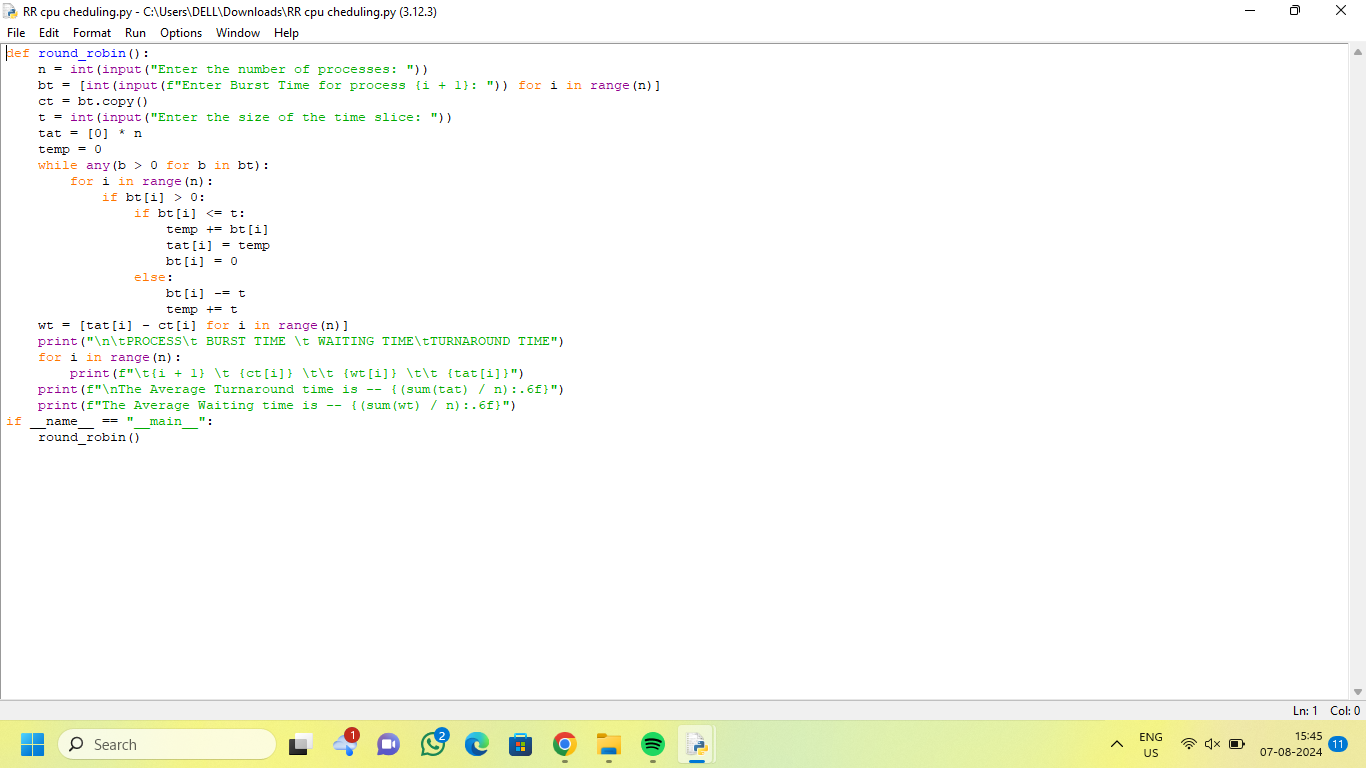 RR cpu cheduling.py - C:\Users\DELL\Downloads\RR cpu cheduling.py (3.12.3)
File Edit Format Run Options Window Help
def round_robin():
    n = int(input("Enter the number of processes: "))
    bt = [int(input(f"Enter Burst Time for process {i + 1}: ")) for i in range(n)]
    ct = bt.copy()
    t = int(input("Enter the size of the time slice: "))
    tat = [0] * n
    temp = 0
    while any(b > 0 for b in bt):
        for i in range(n):
            if bt[i] > 0:
                if bt[i] <= t:
                    temp += bt[i]
                    tat[i] = temp
                    bt[i] = 0
                else:
                    bt[i] -= t
                    temp += t
    wt = [tat[i] - ct[i] for i in range(n)]
    print("\n\tPROCESS\t BURST TIME \t WAITING TIME\tTURNAROUND TIME")
    for i in range(n):
        print(f"\t{i + 1} \t {ct[i]} \t\t {wt[i]} \t\t {tat[i]}")
    print(f"\nThe Average Turnaround time is -- {(sum(tat) / n):.6f}")
    print(f"The Average Waiting time is -- {(sum(wt) / n):.6f}")
if __name__ == "__main__":
    round_robin()
Ln: 1 Col: 0
Search
1
2
ENG
US
15:45
07-08-2024
11